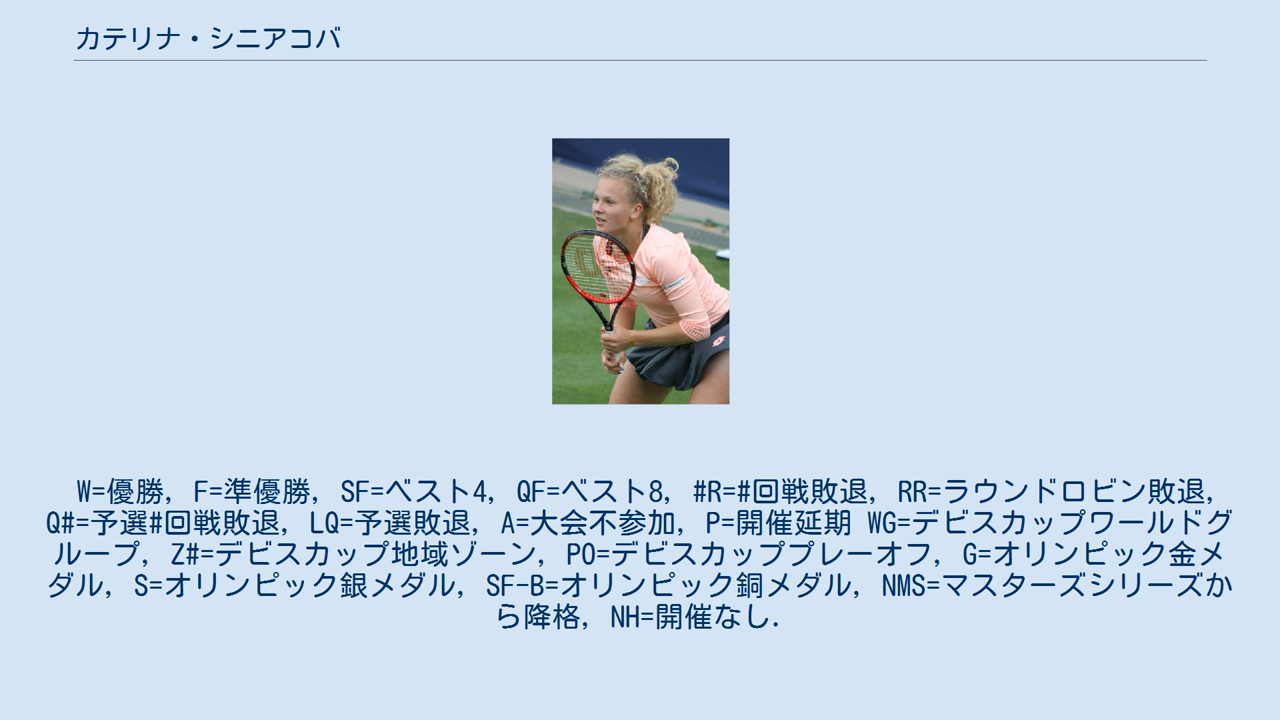 カテリナ・シニアコバ
W=優勝, F=準優勝, SF=ベスト4, QF=ベスト8, #R=#回戦敗退, RR=ラウンドロビン敗退,
Q#=予選#回戦敗退, LQ=予選敗退, A=大会不参加, P=開催延期 WG=デビスカップワールドグ
ループ, Z#=デビスカップ地域ゾーン, PO=デビスカッププレーオフ, G=オリンピック金メ
ダル, S=オリンピック銀メダル, SF-B=オリンピック銅メダル, NMS=マスターズシリーズか
ら降格, NH=開催なし.